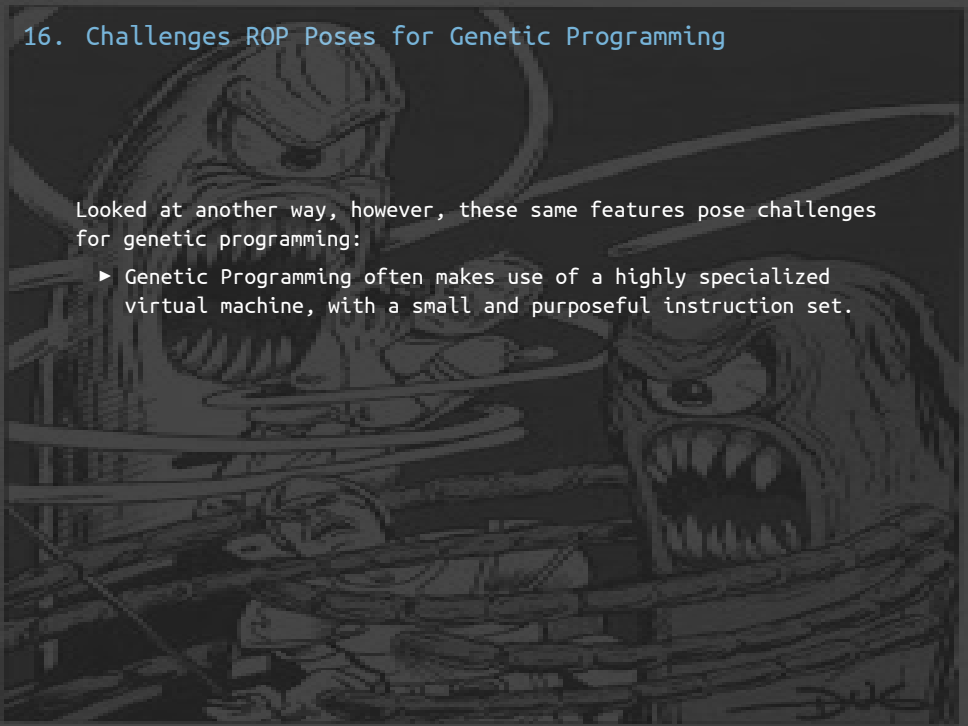 16. Challenges ROP Poses for Genetic Programming
Looked at another way, however, these same features pose challenges
for genetic programming:
▶ Genetic Programming often makes use of a highly specialized
virtual machine, with a small and purposeful instruction set.